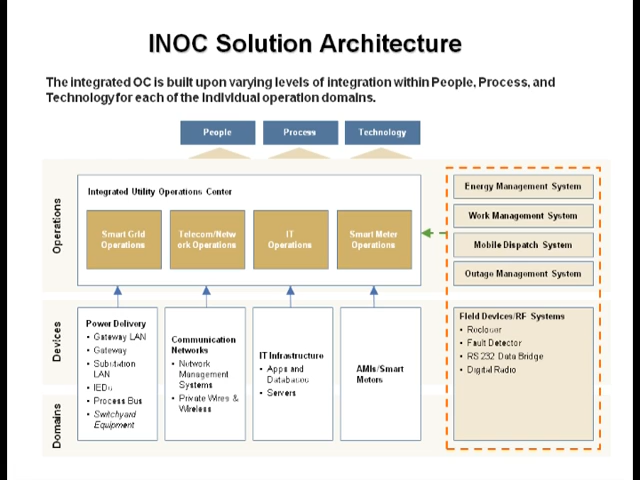 INOC Solution Architecture
The integrated OC is built upon varying levels of integration within People, Process, and
Technology for each of the individual operation domains.
People
Process
Technology
Operations
Integrated Utility Operations Center
Smart Grid
Operations
Telecom/Netw
ork Operations
IT
Operations
Smart Meter
Operations
Energy Management System
Work Management System
Mobile Dispatch System
Outage Management System
Devices
Domains
Power Delivery
• Gateway LAN
• Gateway
• Substation
LAN
• IEDs
• Process Bus
• Switchyard
Equipment
Communication
Networks
• Network
Management
Systems
• Private Wires &
Wireless
IT Infrastructure
• Apps and
Databases
• Servers
AMIs/Smart
Meters
Field Devices/RF Systems
• Recloser
• Fault Detector
• RS 232 Data Bridge
• Digital Radio